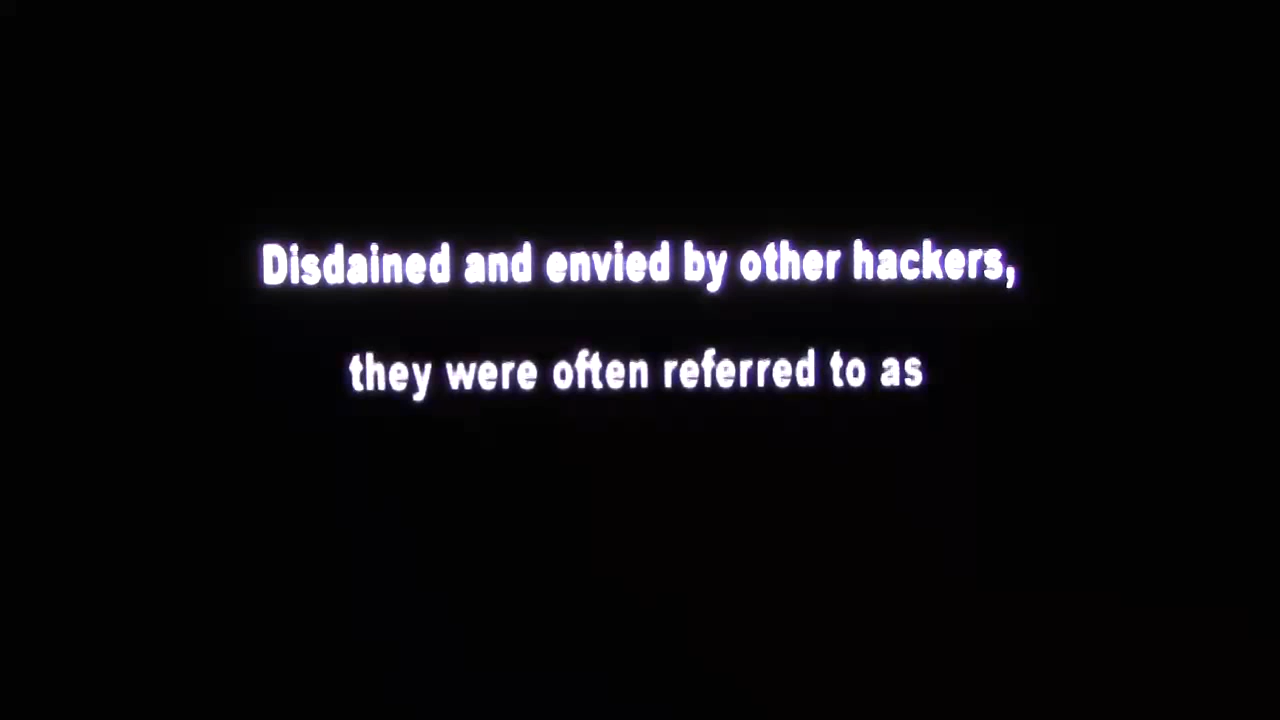 Disdained and envied by other hackers,
they were often referred to as